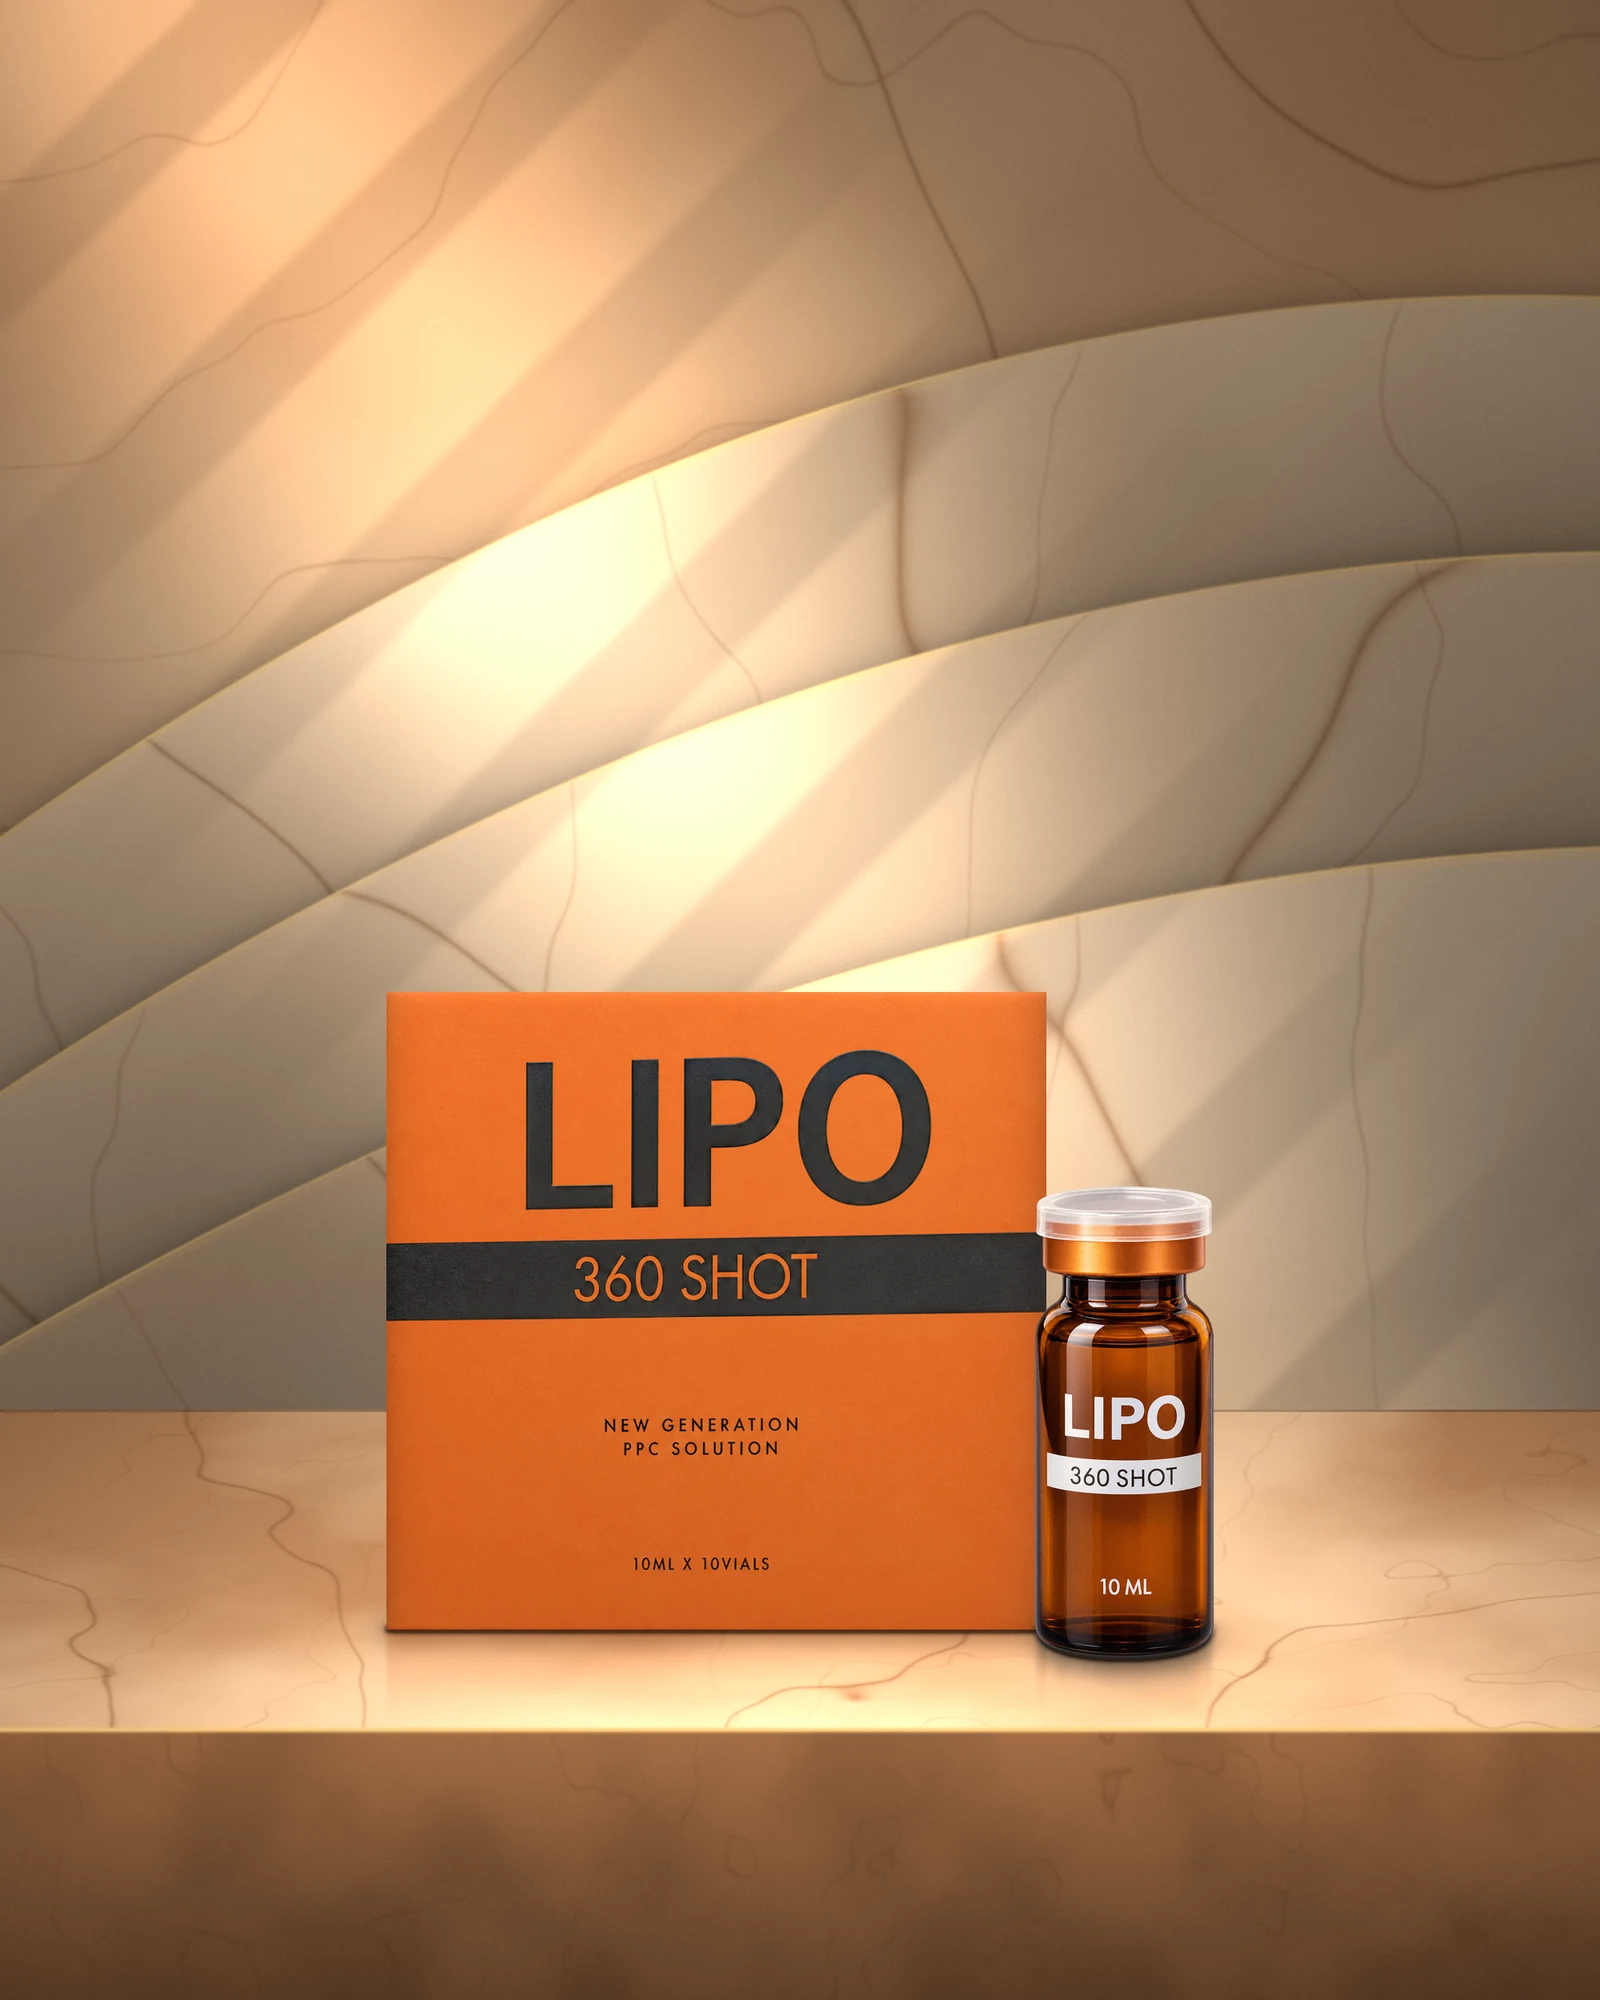 LIPO
360 SHOT
NEW GENERATION
PPC SOLUTION
10ML X 10VIALS
LIPO
360 SHOT
10 ML